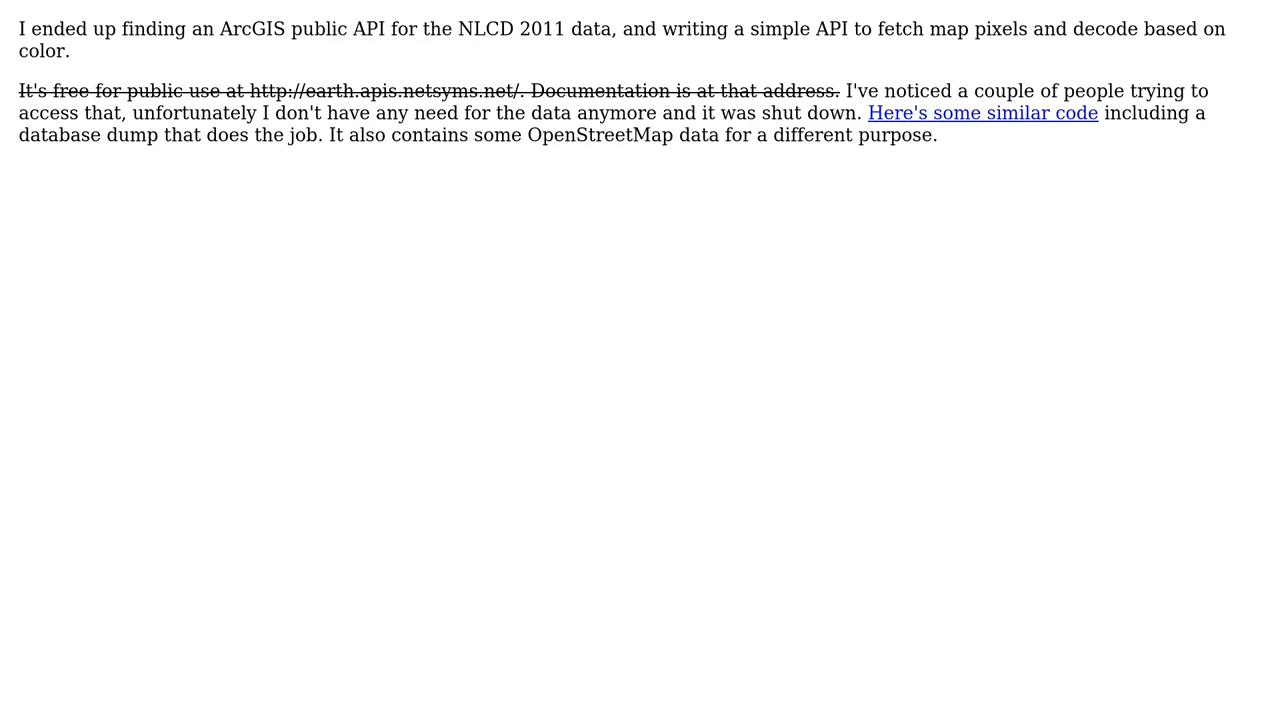 I ended up finding an ArcGIS public API for the NLCD 2011 data, and writing a simple API to fetch map pixels and decode based on
color.
It's free for public use at http://earth.apis.netsyms.net/. Documentation is at that address. I've noticed a couple of people trying to
access that, unfortunately I don't have any need for the data anymore and it was shut down. Here's some similar code including a
database dump that does the job. It also contains some OpenStreetMap data for a different purpose.